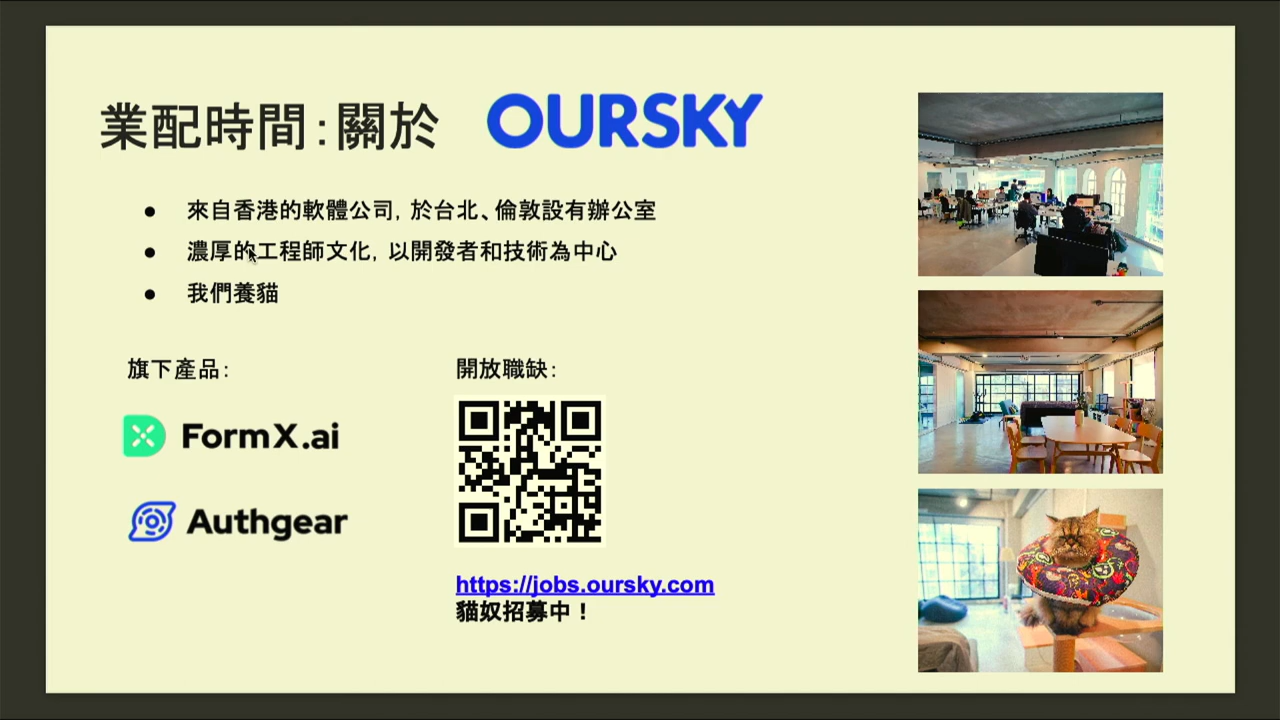 業配時間：關於 OURSKY
● 來自香港的軟體公司, 於台北、倫敦設有辦公室
● 濃厚的工程師文化, 以開發者和技術為中心
● 我們養貓
旗下產品：
FormX.ai
Authgear
開放職缺：
https://jobs.oursky.com
貓奴招募中！